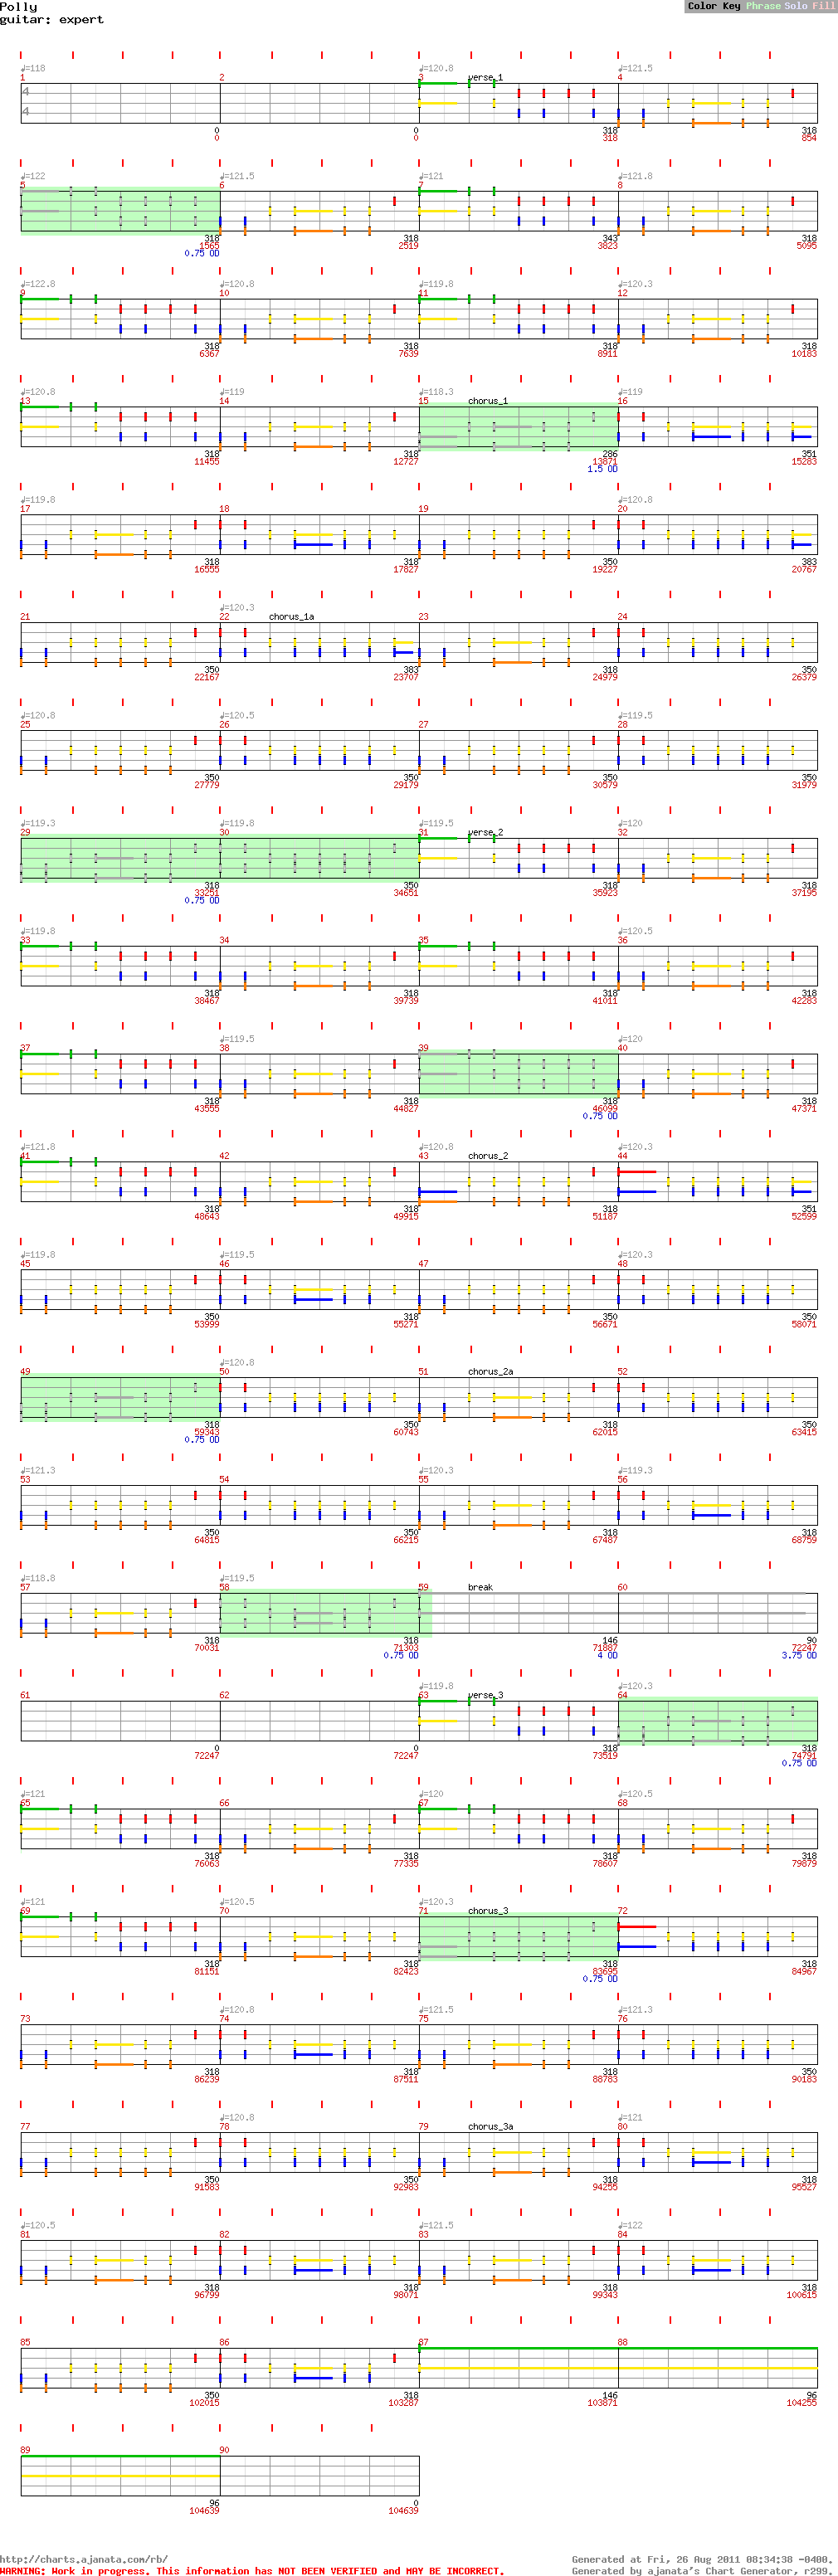 Polly
Color Key Phrase Solo Fill
guitar: expert
♩=118 ♩=120.8 ♩=121.5
1 2 3 verse_1 4
4
4
0 0 318 318
0 0 318 854
♩=122 ♩=121.5 ♩=121 ♩=121.8
5 6 7 8
318 318 343 318
1565 2519 3823 5095
0.75 OD
♩=122.8 ♩=120.8 ♩=119.8 ♩=120.3
9 10 11 12
318 318 318 318
6367 7639 8911 10183
♩=120.8 ♩=119 ♩=118.3 ♩=119
13 14 15 chorus_1 16
318 318 286 351
11455 12727 13871 15283
1.5 OD
♩=119.8 ♩=120.8
17 18 19 20
318 318 350 383
16555 17827 19227 20767
♩=120.3
21 22 chorus_1a 23 24
350 383 318 350
22167 23707 24979 26379
♩=120.8 ♩=120.5 ♩=119.5
25 26 27 28
350 350 350 350
27779 29179 30579 31979
♩=119.3 ♩=119.8 ♩=119.5 ♩=120
29 30 31 verse_2 32
318 350 318 318
33251 34651 35923 37195
0.75 OD
♩=119.8 ♩=120.5
33 34 35 36
318 318 318 318
38467 39739 41011 42283
♩=119.5 ♩=120
37 38 39 40
318 318 318 318
43555 44827 46099 47371
0.75 OD
♩=121.8 ♩=120.8 ♩=120.3
41 42 43 chorus_2 44
318 318 318 351
48643 49915 51187 52599
♩=119.8 ♩=119.5 ♩=120.3
45 46 47 48
350 318 350 350
53999 55271 56671 58071
♩=120.8
49 50 51 chorus_2a 52
318 350 318 350
59343 60743 62015 63415
0.75 OD
♩=121.3 ♩=120.3 ♩=119.3
53 54 55 56
350 350 318 318
64815 66215 67487 68759
♩=118.8 ♩=119.5
57 58 59 break 60
318 318 146 90
70031 71303 71887 72247
0.75 OD 4 OD 3.75 OD
♩=119.8 ♩=120.3
61 62 63 verse_3 64
0 0 318 318
72247 72247 73519 74791
0.75 OD
♩=121 ♩=120 ♩=120.5
65 66 67 68
318 318 318 318
76063 77335 78607 79879
♩=121 ♩=120.5 ♩=120.3
69 70 71 chorus_3 72
318 318 318 318
81151 82423 83695 84967
0.75 OD
♩=120.8 ♩=121.5 ♩=121.3
73 74 75 76
318 318 318 350
86239 87511 88783 90183
♩=120.8 ♩=121
77 78 79 chorus_3a 80
350 350 318 318
91583 92983 94255 95527
♩=120.5 ♩=121.5 ♩=122
81 82 83 84
318 318 318 318
96799 98071 99343 100615
85 86 87 88
350 318 146 96
102015 103287 103871 104255
89 90
96 0
104639 104639
http://charts.ajanata.com/rb/ Generated at Fri, 26 Aug 2011 08:34:38 -0400.
WARNING: Work in progress. This information has NOT BEEN VERIFIED and MAY BE INCORRECT. Generated by ajanata's Chart Generator, r299.